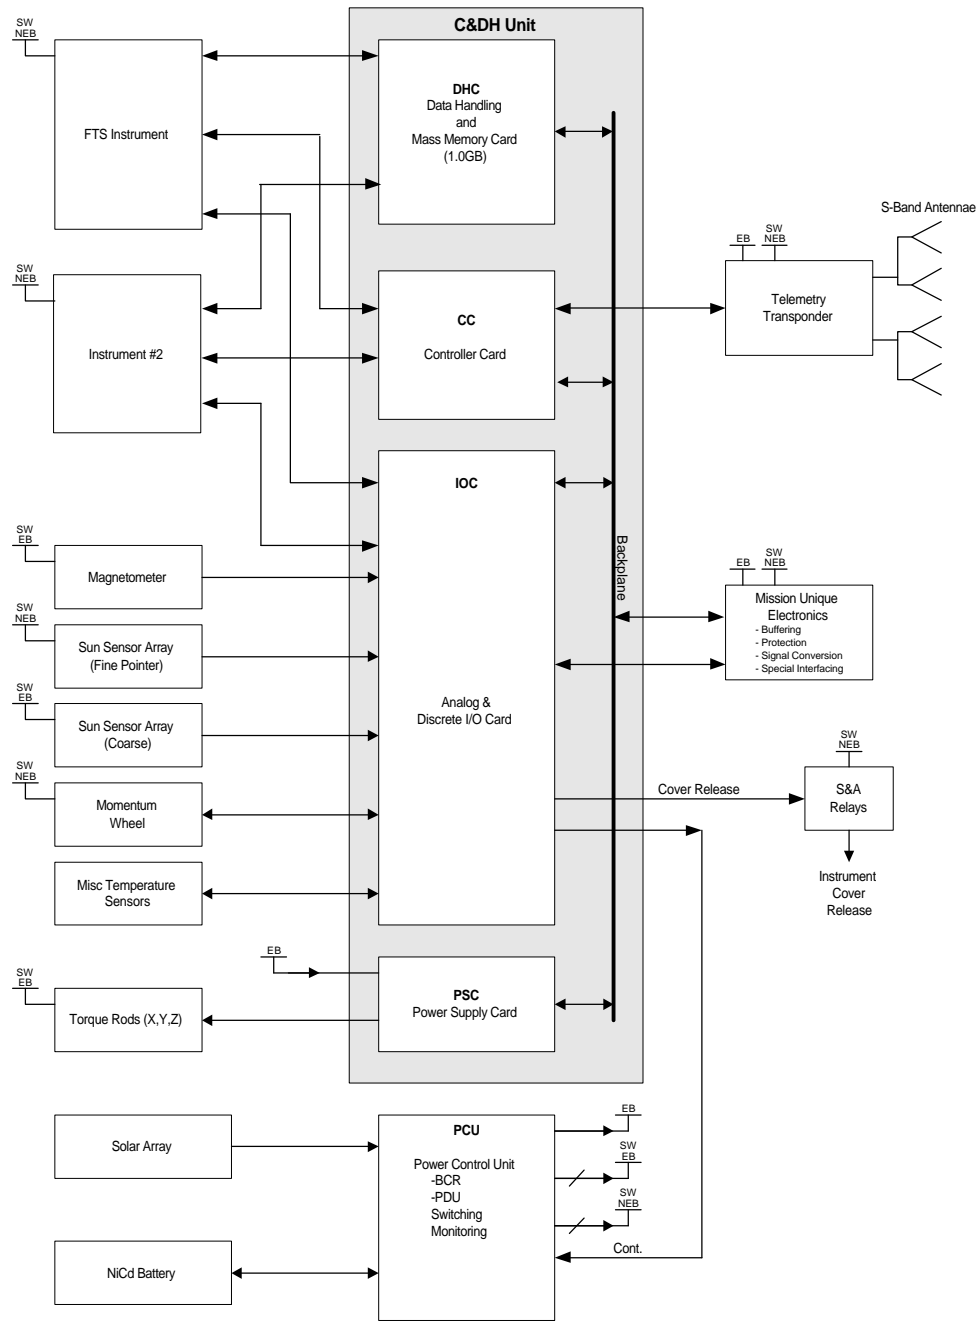 C&DH Unit
SW
NEB
FTS Instrument
DHC
Data Handling
and
Mass Memory Card
(1.0GB)
S-Band Antennae
EB
SW
NEB
Telemetry
Transponder
SW
NEB
Instrument #2
CC
Controller Card
IOC
Analog &
Discrete I/O Card
Backplane
SW
EB
Magnetometer
SW
NEB
Sun Sensor Array
(Fine Pointer)
SW
EB
Sun Sensor Array
(Coarse)
SW
NEB
Momentum
Wheel
Misc Temperature
Sensors
EB
SW
NEB
Mission Unique
Electronics
- Buffering
- Protection
- Signal Conversion
- Special Interfacing
Cover Release
SW
NEB
S&A
Relays
Instrument
Cover
Release
EB
PSC
Power Supply Card
SW
EB
Torque Rods (X,Y,Z)
Solar Array
NiCd Battery
PCU
Power Control Unit
-BCR
-PDU
Switching
Monitoring
EB
SW
EB
SW
NEB
Cont.